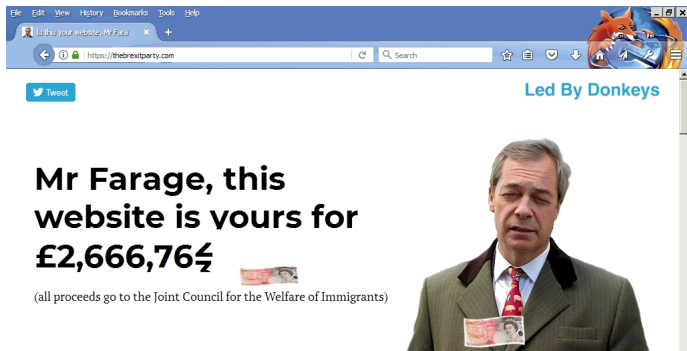 File Edit View History Bookmarks Tools Help
Is this your website, Mr Fara
https://thebrexitparty.com
Search
Tweet
Led By Donkeys
Mr Farage, this
website is yours for
£2,666,76
(all proceeds go to the Joint Council for the Welfare of Immigrants)